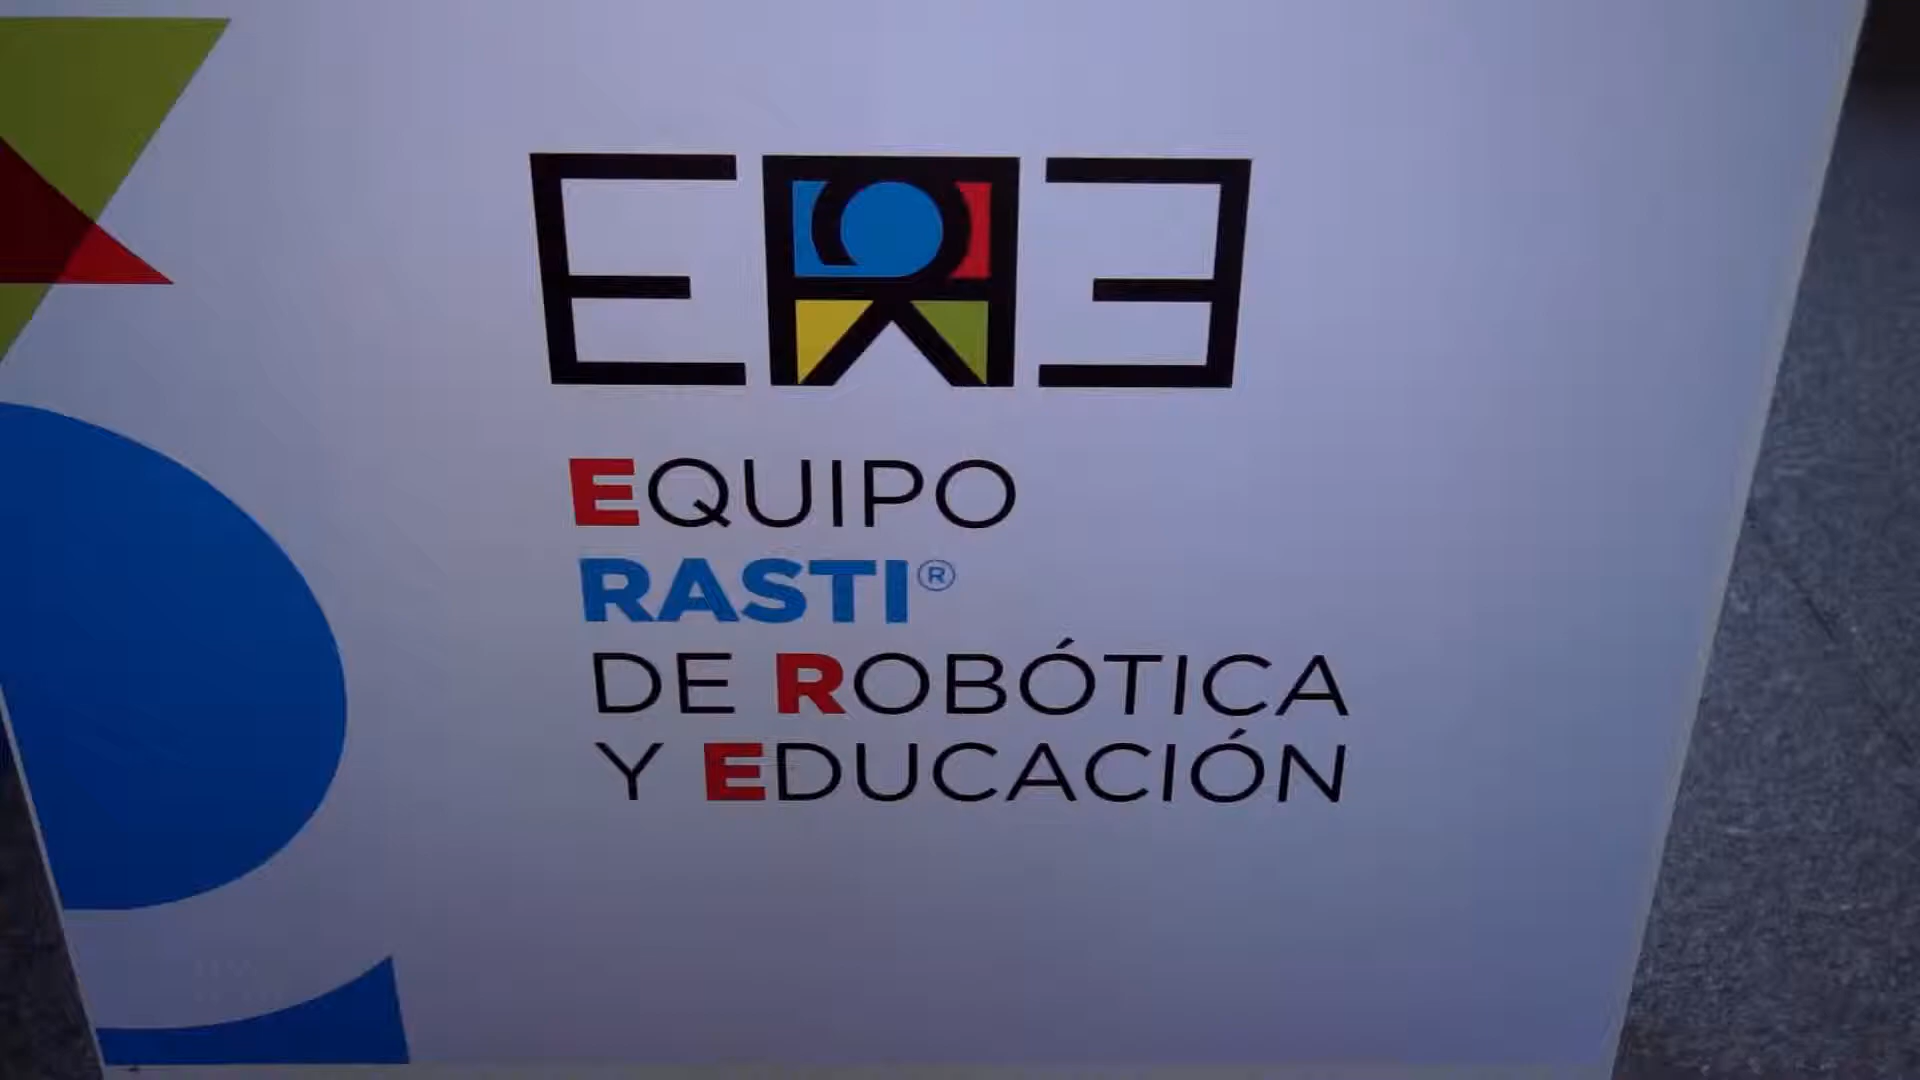 ERE
EQUIPO
RASTI®
DE ROBÓTICA
Y EDUCACIÓN